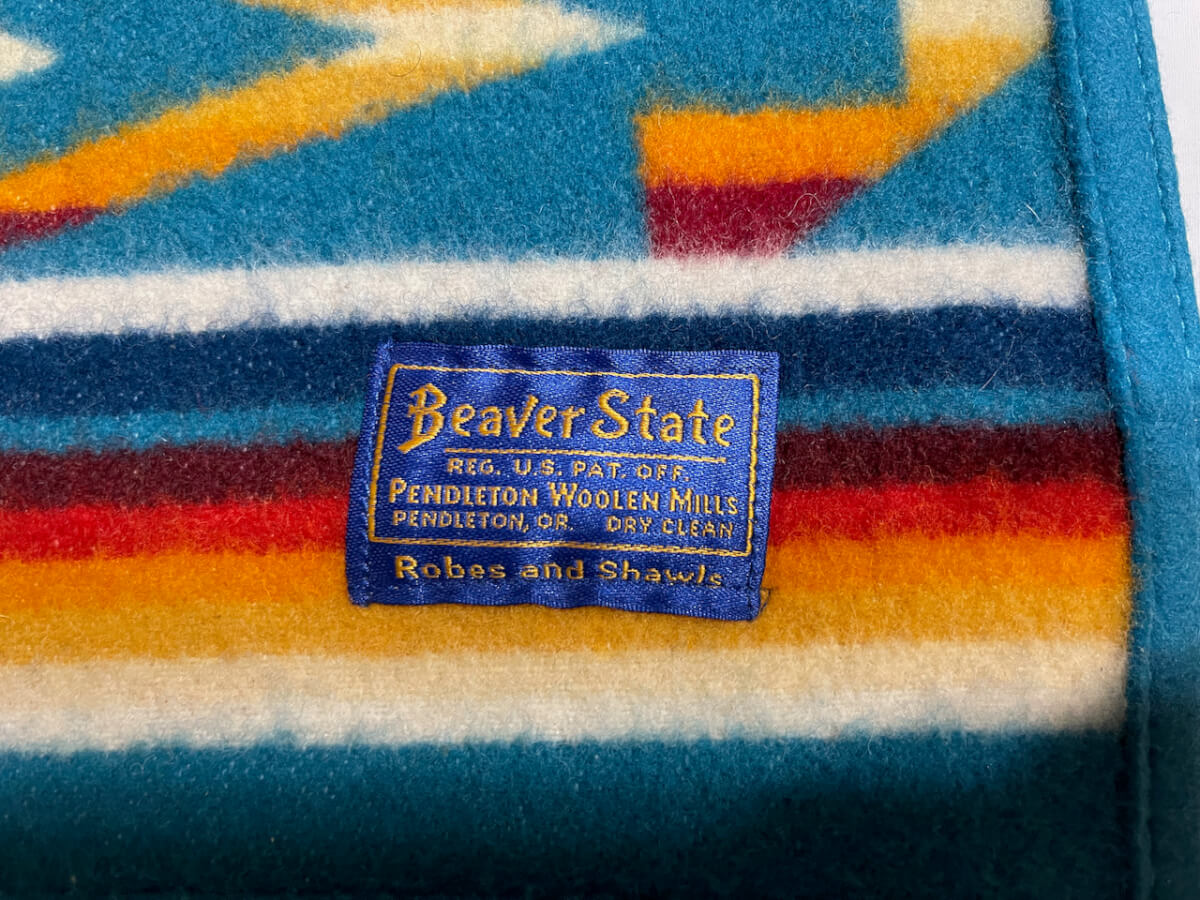 Beaver State
REG. U.S. PAT. OFF.
PENDLETON WOOLEN MILLS
PENDLETON, OR. DRY CLEAN
Robes and Shawls